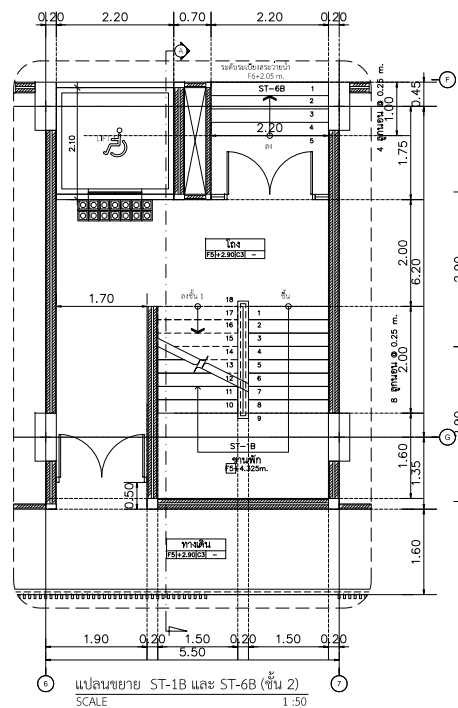 0.20 2.20 0.70 2.20 0.20
A
ระดับระเบียงสระว่ายน้ำ
F6+2.05 m.
ST-6B
1
2
3
4
5
2.20
ลง
LIFT
2.10
F
0.45
1.00
4 ลูกนอน @ 0.25 m.
1.75
2.00
6.20
โถง
F5 +2.90 C3 -
1.70
ลงชั้น 1
ขึ้น
18
17 1
16 2
15 3
14 4
13 5
12 6
11 7
10 8
9
2.00
8 ลูกนอน @ 0.25 m.
ST-1B
ชานพัก
F5+4.325m.
G
1.60
1.35
0.50
ทางเดิน
F5 +2.90 C3 -
1.60
1.90 0.20 1.50 0.20 1.50 0.20
5.50
6 7
แปลนขยาย ST-1B และ ST-6B (ชั้น 2)
SCALE 1 :50